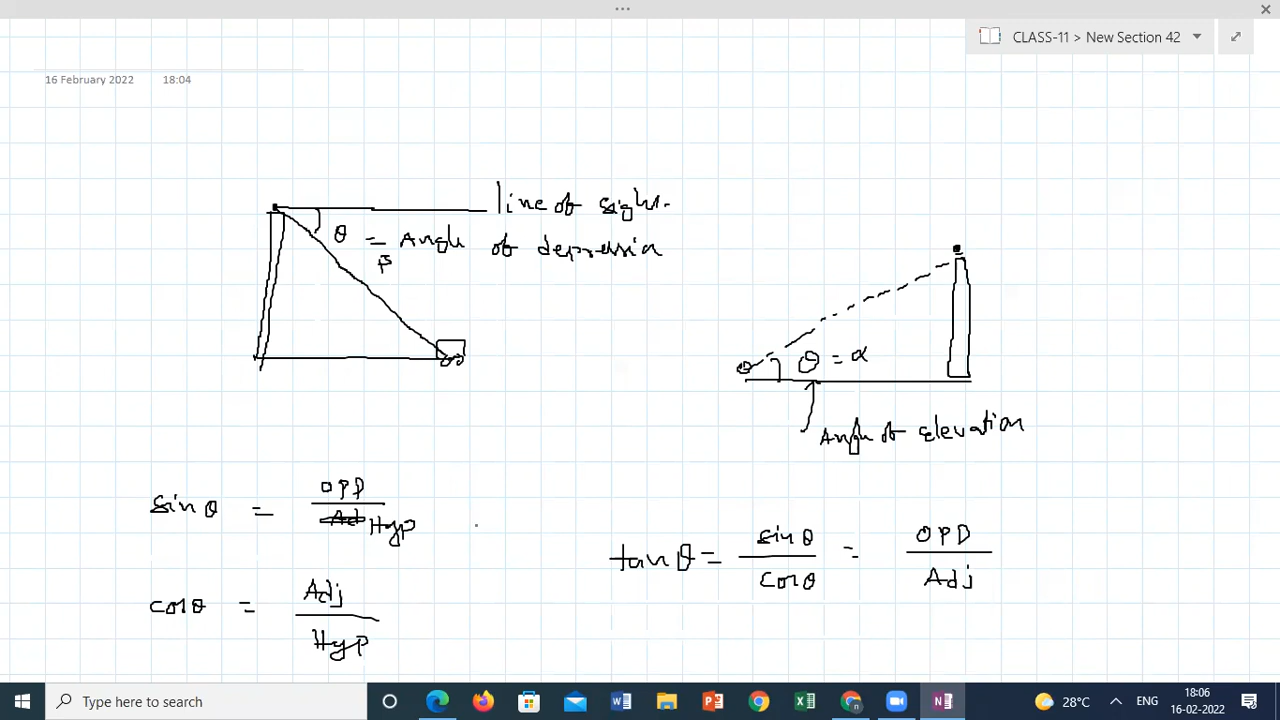 CLASS-11 > New Section 42
16 February 2022 18:04
line of sight.
θ = Angle of depression
β
θ = α
Angle of elevation
sin θ = OPP / Hyp
tan θ = sin θ / cos θ = OPP / Adj
cos θ = Adj / Hyp
Type here to search
28°C
ENG
18:06
16-02-2022